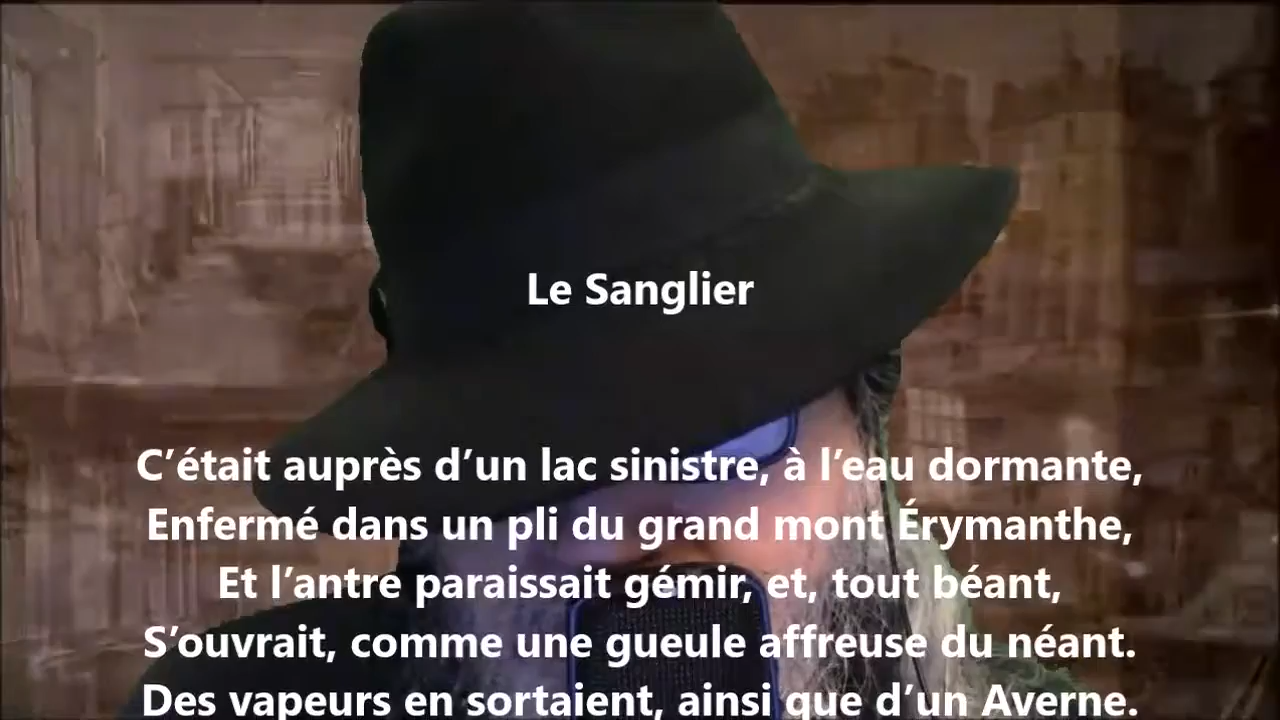 Le Sanglier
C’était auprès d’un lac sinistre, à l’eau dormante,
Enfermé dans un pli du grand mont Érymanthe,
Et l’antre paraissait gémir, et, tout béant,
S’ouvrait, comme une gueule affreuse du néant.
Des vapeurs en sortaient, ainsi que d’un Averne.